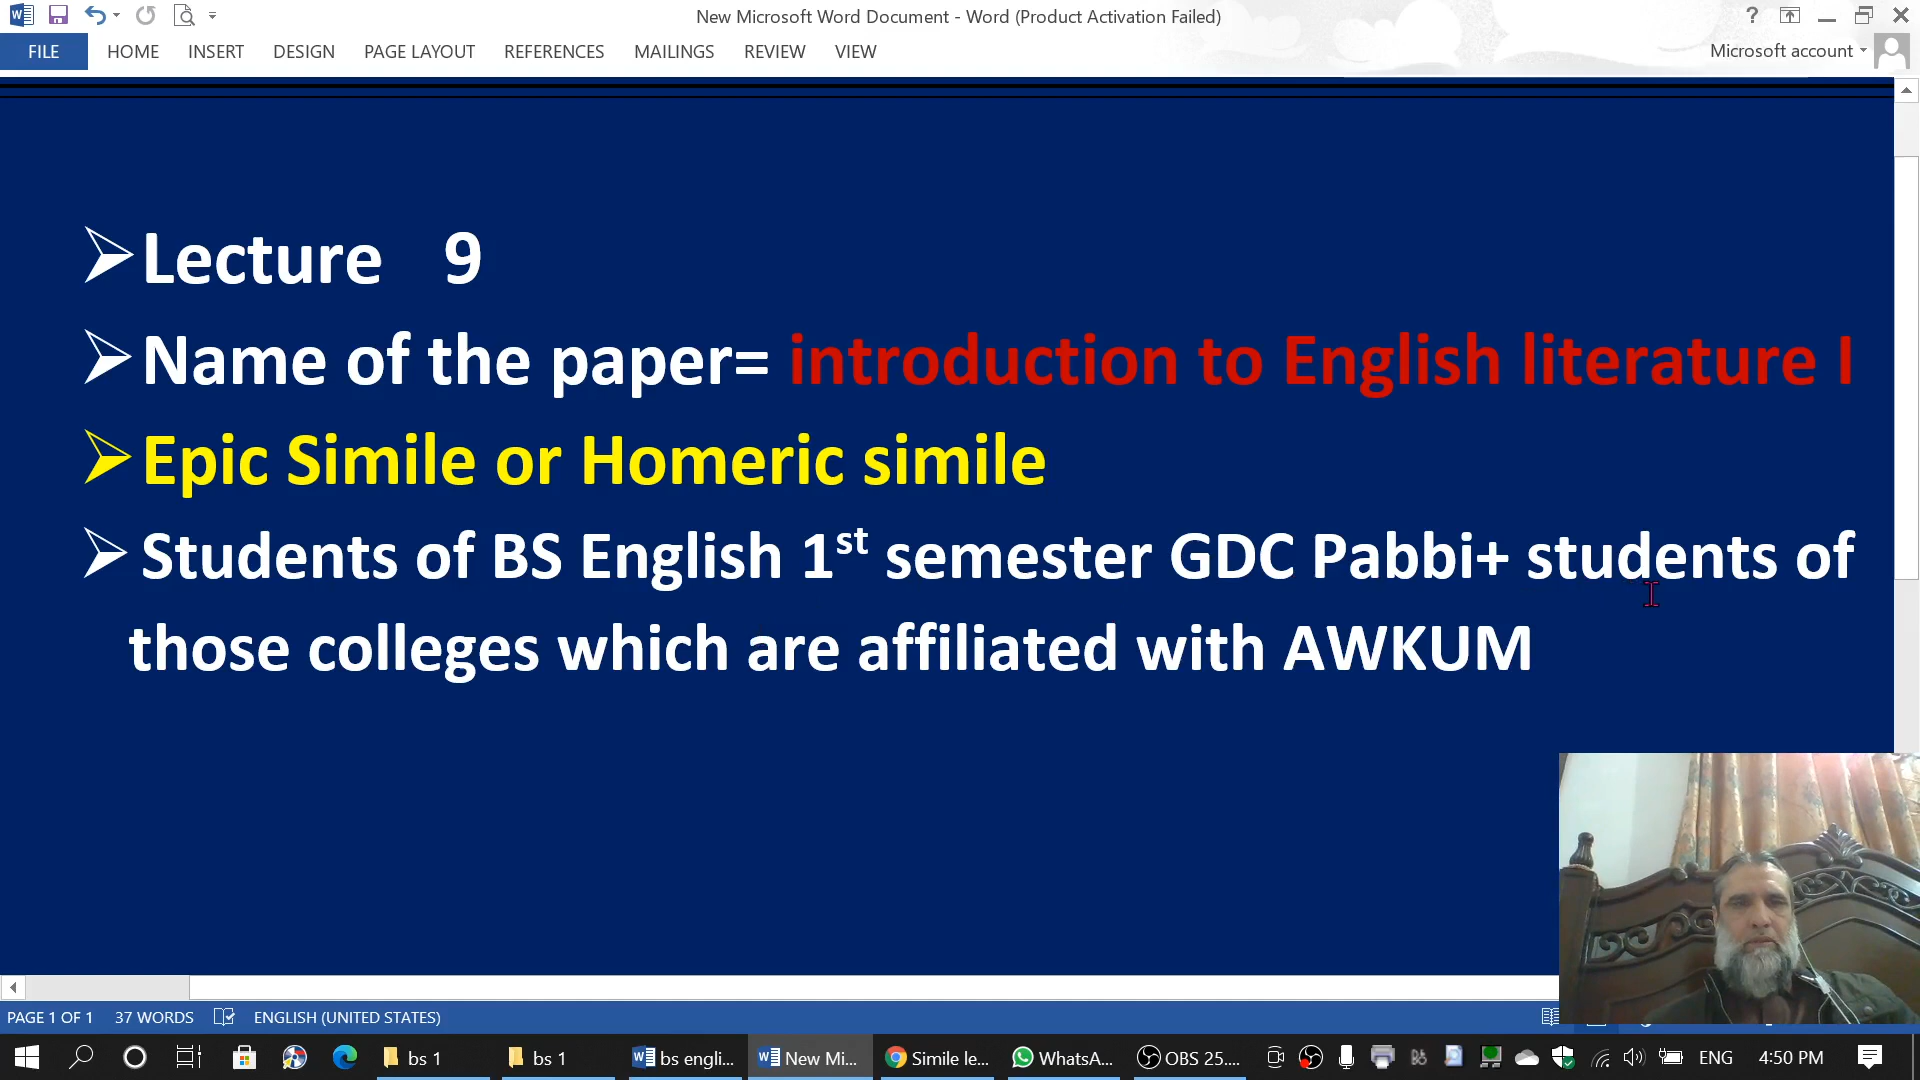 New Microsoft Word Document - Word (Product Activation Failed)
FILE HOME INSERT DESIGN PAGE LAYOUT REFERENCES MAILINGS REVIEW VIEW Microsoft account
Lecture 9
Name of the paper= introduction to English literature I
Epic Simile or Homeric simile
Students of BS English 1st semester GDC Pabbi+ students of
those colleges which are affiliated with AWKUM
PAGE 1 OF 1 37 WORDS ENGLISH (UNITED STATES)
bs 1 bs 1 bs engli... New Mi... Simile le... WhatsA... OBS 25.... ENG 4:50 PM